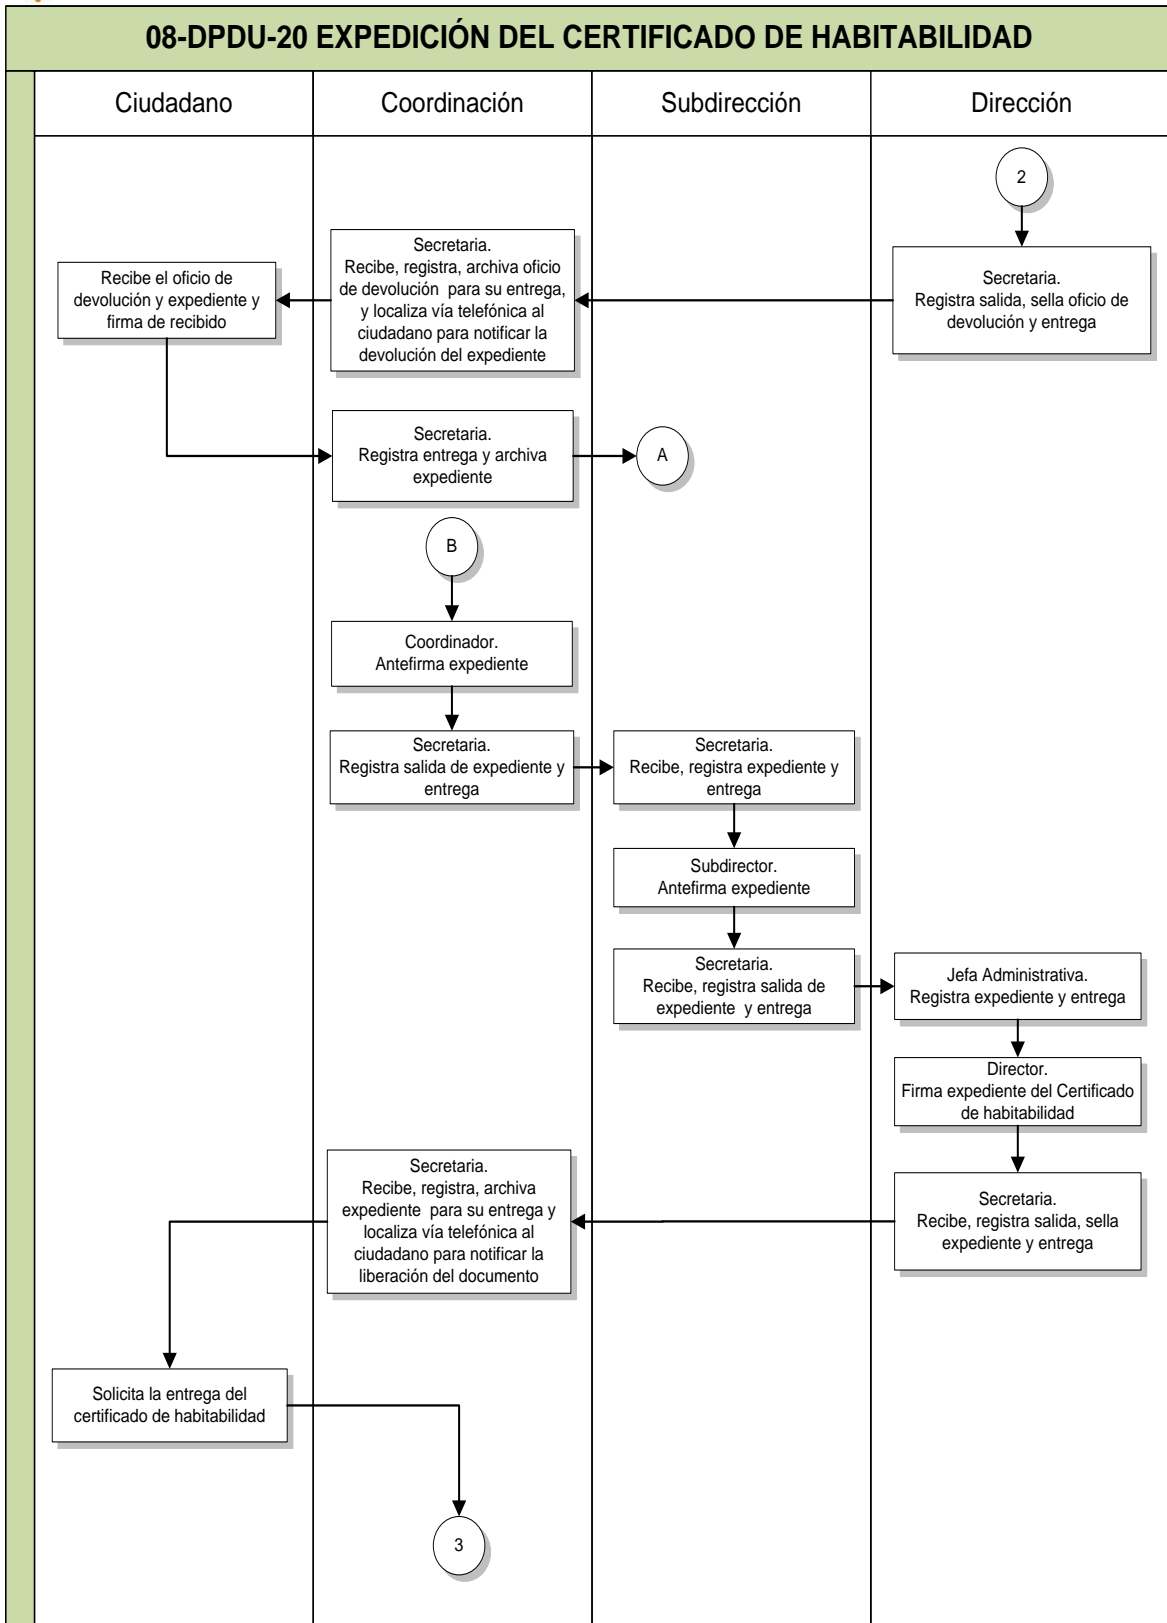 08-DPDU-20 EXPEDICIÓN DEL CERTIFICADO DE HABITABILIDAD
Ciudadano
Coordinación
Subdirección
Dirección
2
Secretaria.
Registra salida, sella oficio de
devolución y entrega
Secretaria.
Recibe, registra, archiva oficio
de devolución para su entrega,
y localiza vía telefónica al
ciudadano para notificar la
devolución del expediente
Recibe el oficio de
devolución y expediente y
firma de recibido
Secretaria.
Registra entrega y archiva
expediente
A
B
Coordinador.
Antefirma expediente
Secretaria.
Registra salida de expediente y
entrega
Secretaria.
Recibe, registra expediente y
entrega
Subdirector.
Antefirma expediente
Secretaria.
Recibe, registra salida de
expediente y entrega
Jefa Administrativa.
Registra expediente y entrega
Director.
Firma expediente del Certificado
de habitabilidad
Secretaria.
Recibe, registra salida, sella
expediente y entrega
Secretaria.
Recibe, registra, archiva
expediente para su entrega y
localiza vía telefónica al
ciudadano para notificar la
liberación del documento
Solicita la entrega del
certificado de habitabilidad
3